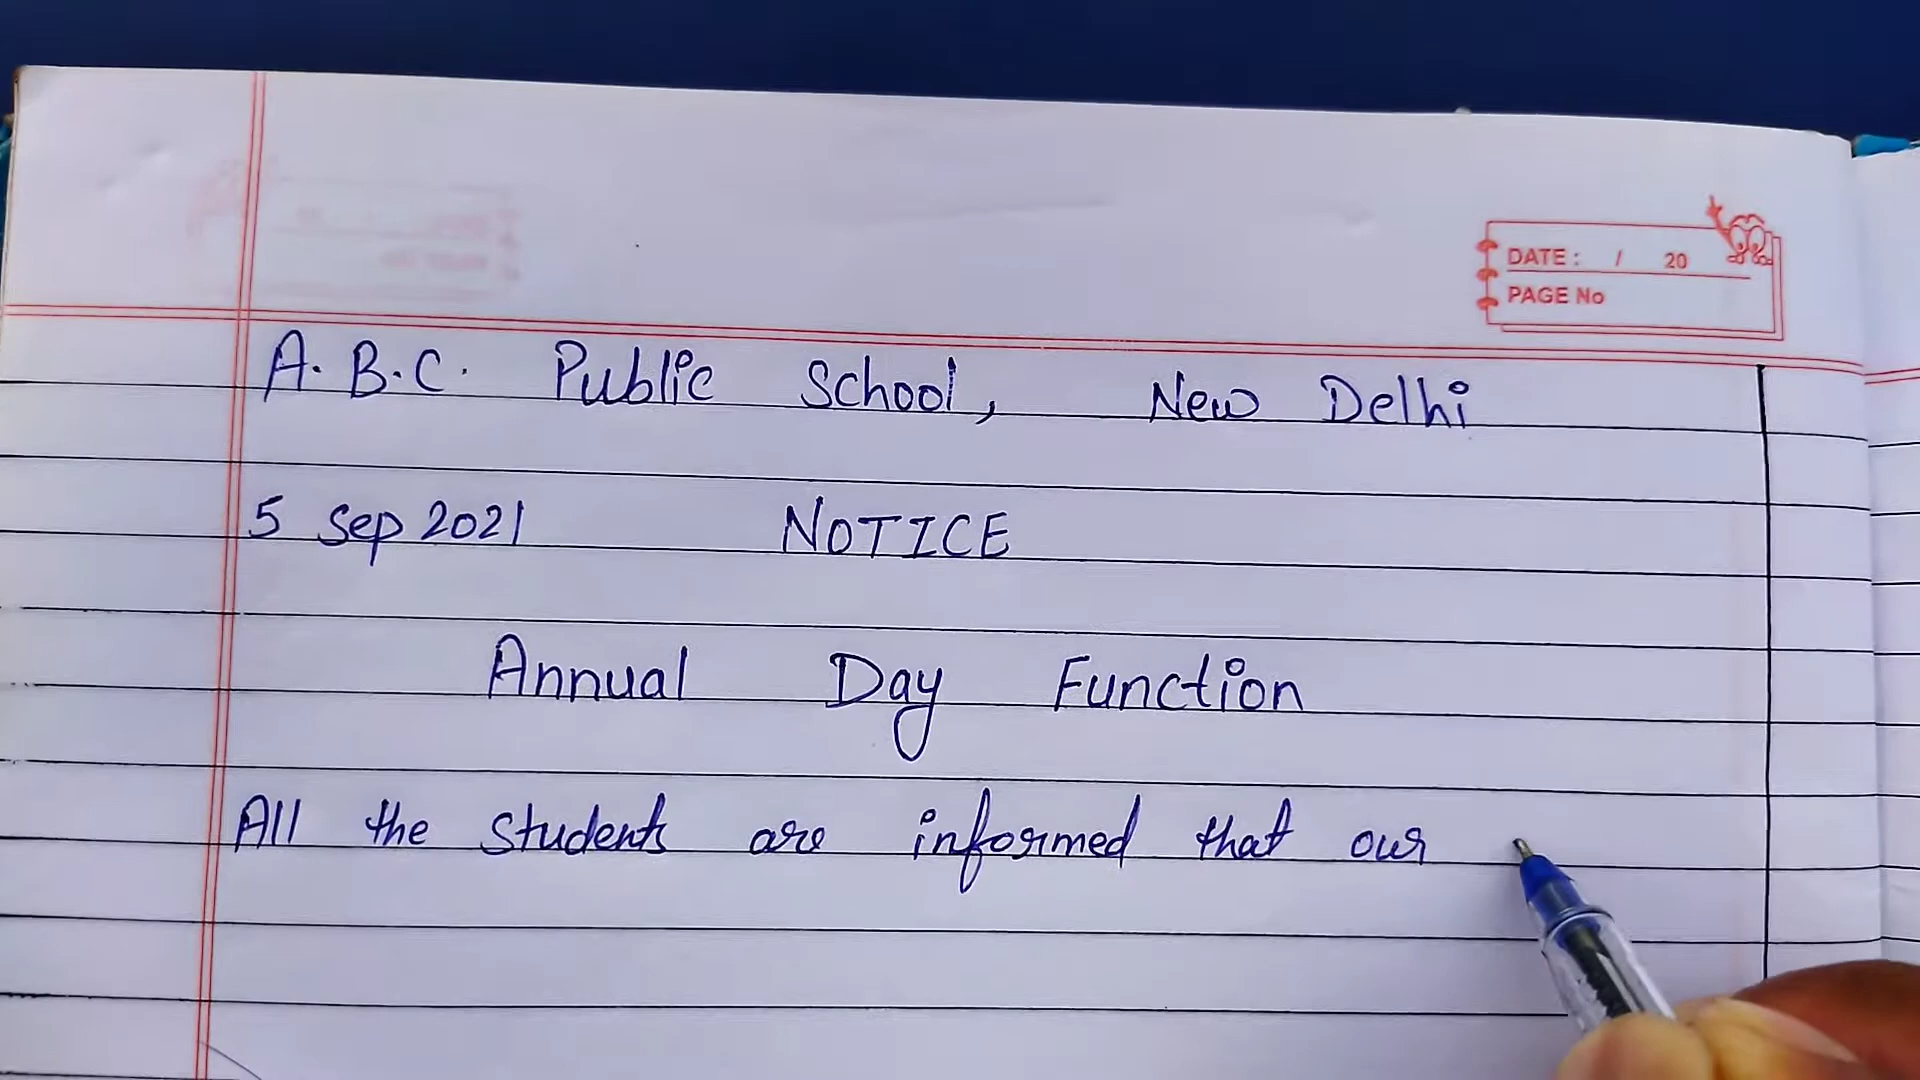 DATE : / 20
PAGE No
A.B.C. Public School, New Delhi
5 Sep 2021 NOTICE
Annual Day Function
All the students are informed that our